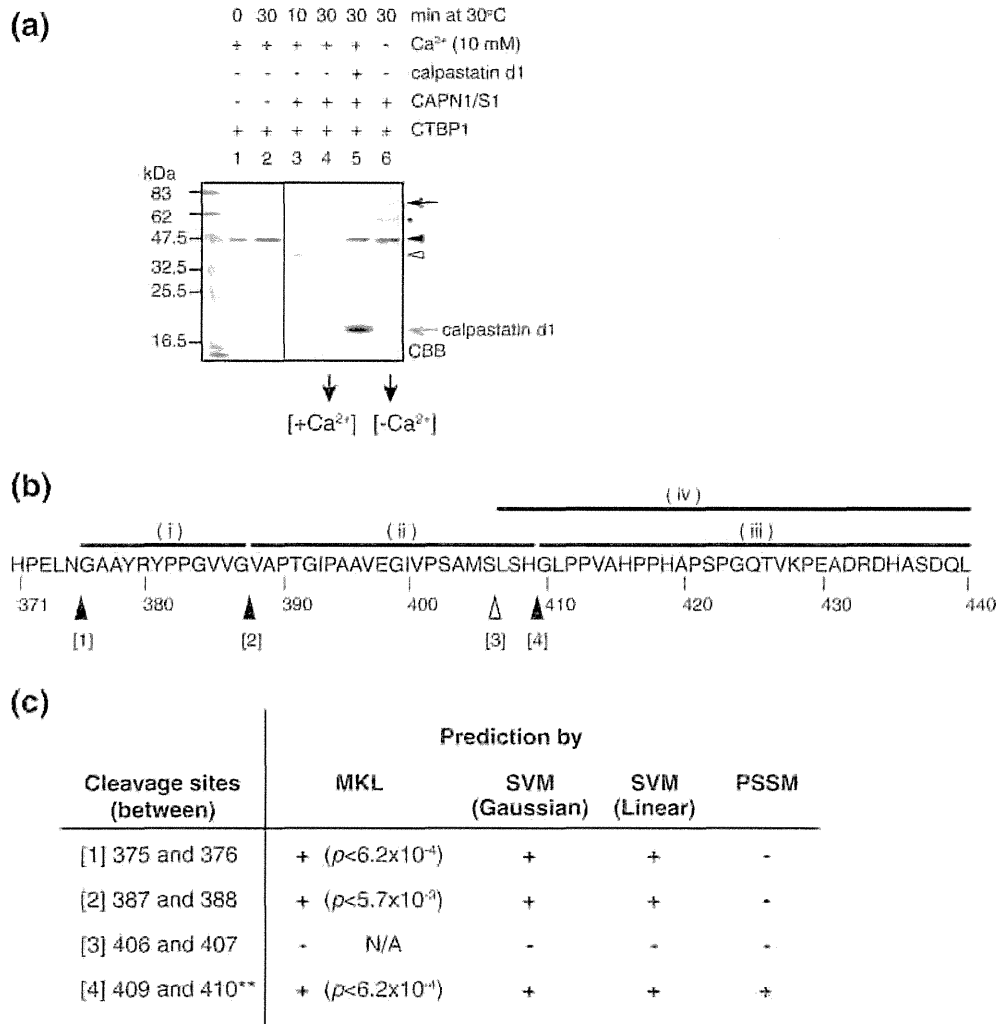 (a)
0 30 10 30 30 30 min at 30ºC
+ + + + + - Ca²⁺ (10 mM)
- - - - + - calpastatin d1
- - + + + + CAPN1/S1
+ + + + + + CTBP1
1 2 3 4 5 6
kDa
83
62
*
47.5
32.5
25.5
16.5
calpastatin d1
CBB
[+Ca²⁺] [-Ca²⁺]
(b)
(iv)
(i) (ii) (iii)
HPELNGAAYRYPPGVVGVAPTGIPAAVEGIVPSAMSLSHGLPPVAHPPHAPSPGQTVKPEADRDHASDQL
371 380 390 400 410 420 430 440
[1] [2] [3] [4]
(c)
Prediction by
Cleavage sites (between) MKL SVM (Gaussian) SVM (Linear) PSSM
[1] 375 and 376 + (p<6.2x10⁻⁴) + + -
[2] 387 and 388 + (p<5.7x10⁻³) + + -
[3] 406 and 407 - N/A - - -
[4] 409 and 410** + (p<6.2x10⁻⁴) + + +